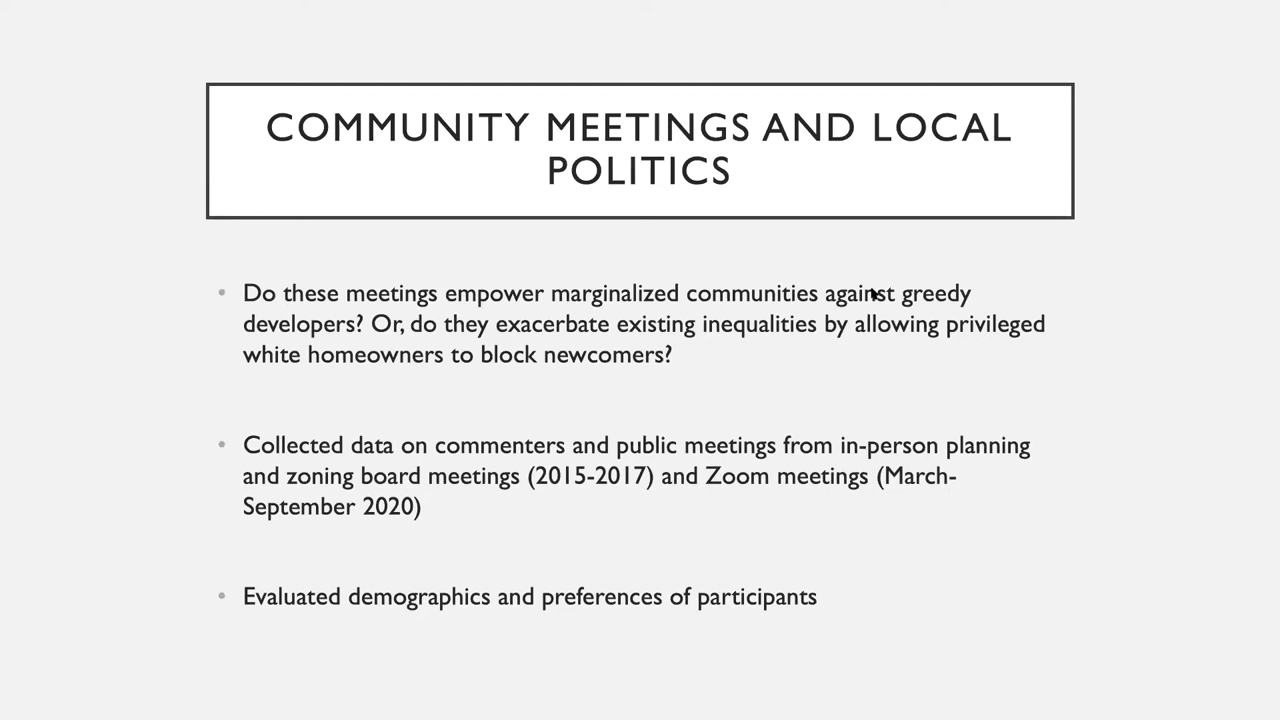 COMMUNITY MEETINGS AND LOCAL
POLITICS
• Do these meetings empower marginalized communities against greedy
developers? Or, do they exacerbate existing inequalities by allowing privileged
white homeowners to block newcomers?
• Collected data on commenters and public meetings from in-person planning
and zoning board meetings (2015-2017) and Zoom meetings (March-
September 2020)
• Evaluated demographics and preferences of participants